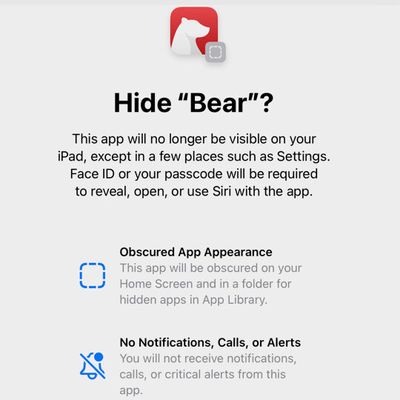 Hide “Bear”?
This app will no longer be visible on your
iPad, except in a few places such as Settings.
Face ID or your passcode will be required
to reveal, open, or use Siri with the app.
Obscured App Appearance
This app will be obscured on your
Home Screen and in a folder for
hidden apps in App Library.
No Notifications, Calls, or Alerts
You will not receive notifications,
calls, or critical alerts from this
app.